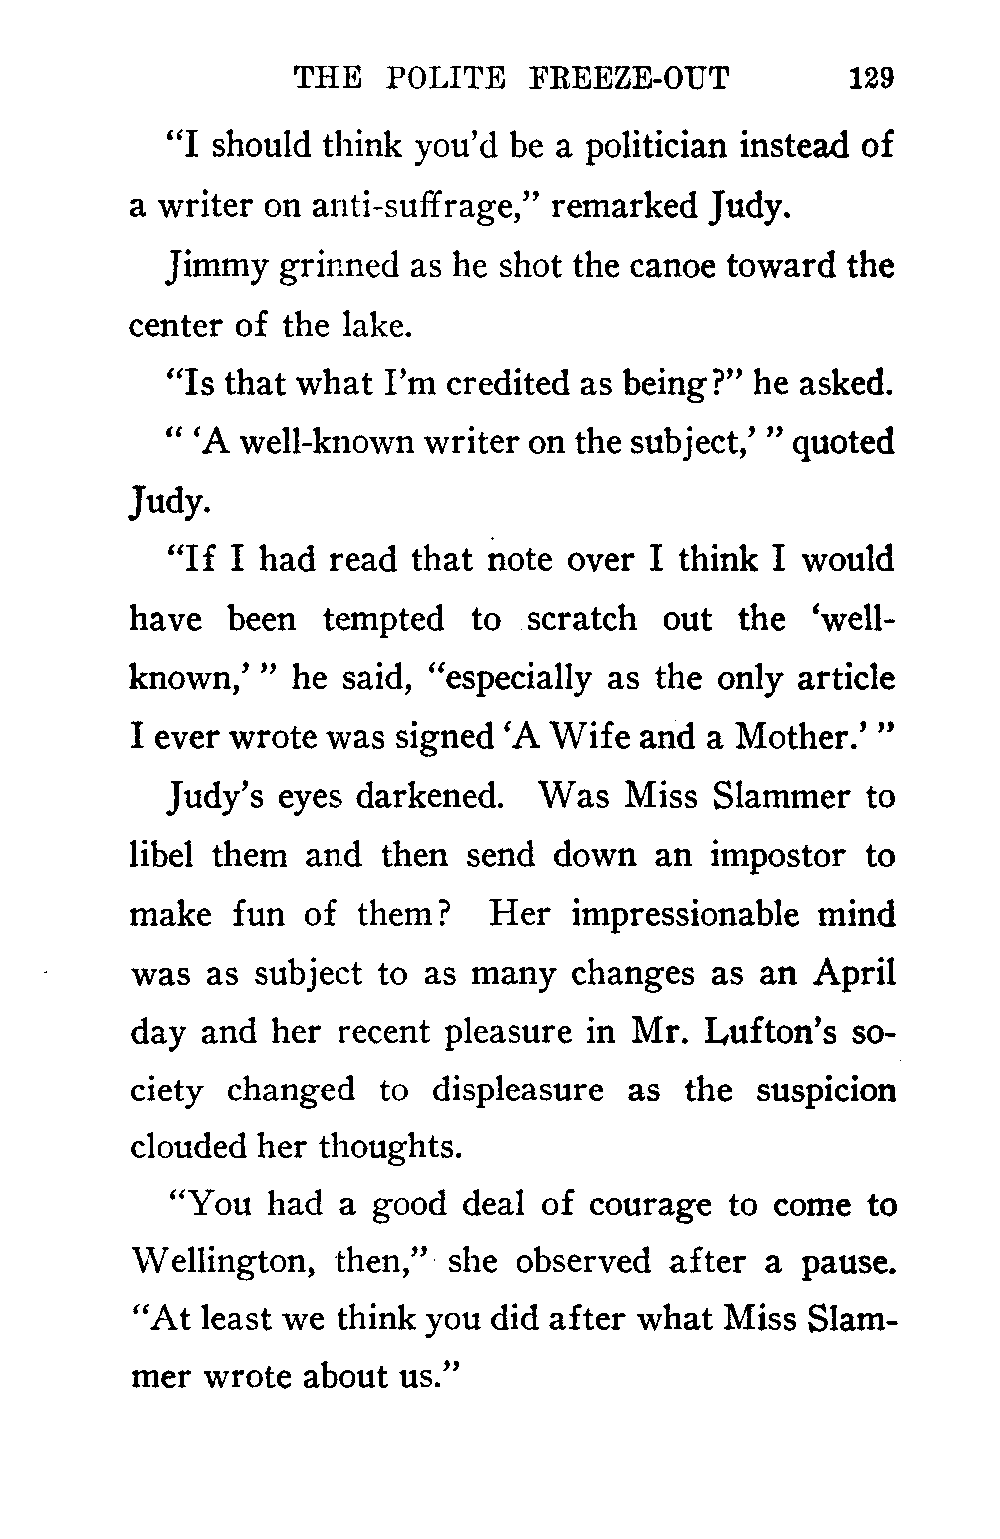 THE POLITE FREEZE-OUT 129
“I should think you’d be a politician instead of
a writer on anti-suffrage,” remarked Judy.
Jimmy grinned as he shot the canoe toward the
center of the lake.
“Is that what I’m credited as being?” he asked.
“ ‘A well-known writer on the subject,’ ” quoted
Judy.
“If I had read that note over I think I would
have been tempted to scratch out the ‘well-
known,’ ” he said, “especially as the only article
I ever wrote was signed ‘A Wife and a Mother.’ ”
Judy’s eyes darkened. Was Miss Slammer to
libel them and then send down an impostor to
make fun of them? Her impressionable mind
was as subject to as many changes as an April
day and her recent pleasure in Mr. Lufton’s so-
ciety changed to displeasure as the suspicion
clouded her thoughts.
“You had a good deal of courage to come to
Wellington, then,” she observed after a pause.
“At least we think you did after what Miss Slam-
mer wrote about us.”